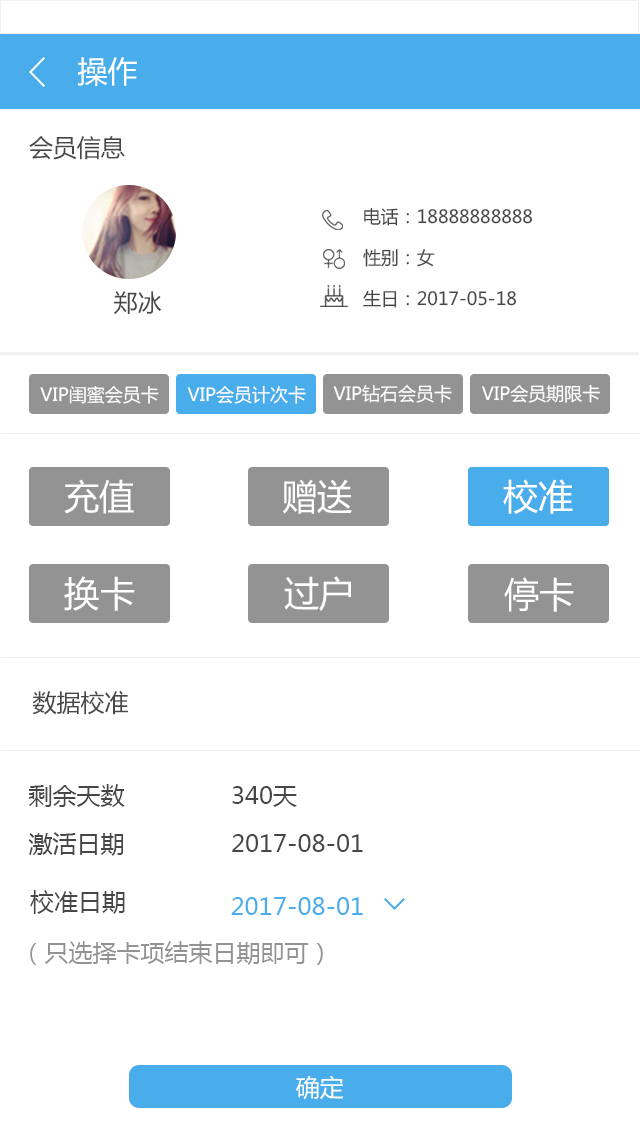 操作
会员信息
郑冰
电话：18888888888
性别：女
生日：2017-05-18
VIP闺蜜会员卡 VIP会员计次卡 VIP钻石会员卡 VIP会员期限卡
充值 赠送 校准
换卡 过户 停卡
数据校准
剩余天数 340天
激活日期 2017-08-01
校准日期 2017-08-01
（只选择卡项结束日期即可）
确定